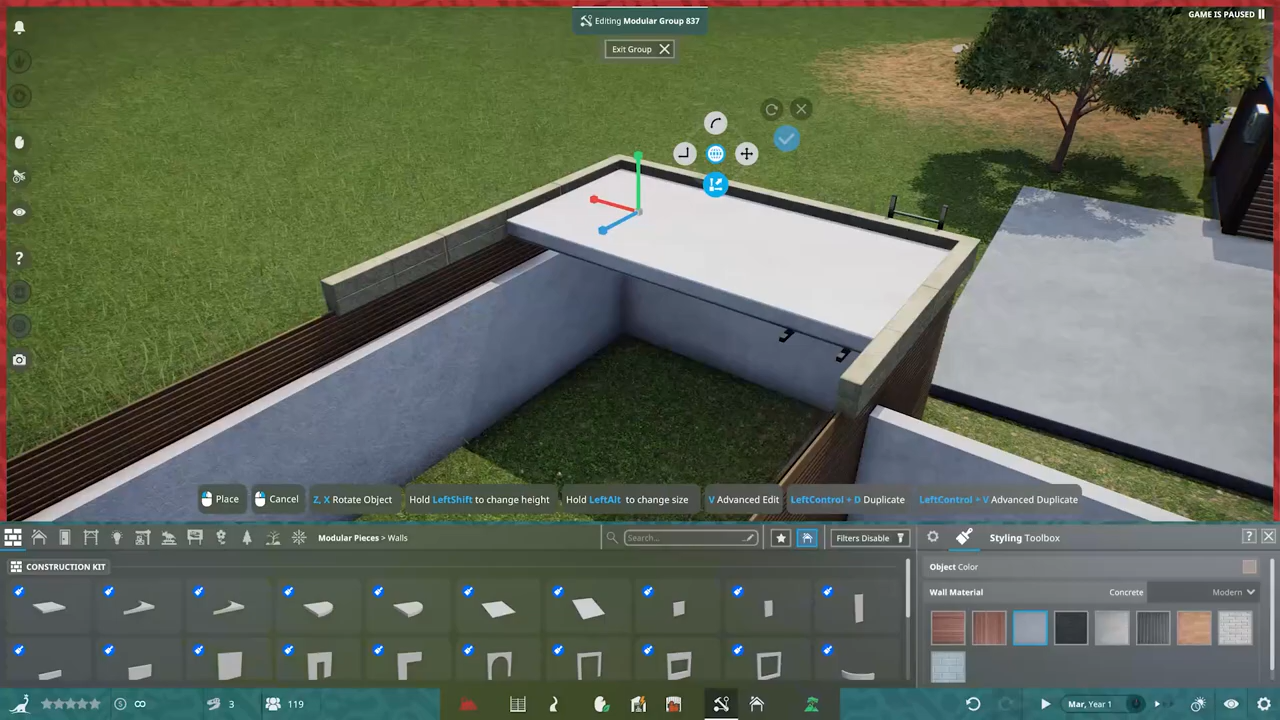 Editing Modular Group 837
GAME IS PAUSED
Exit Group
Place
Cancel
Z, X Rotate Object
Hold LeftShift to change height
Hold LeftAlt to change size
V Advanced Edit
LeftControl + D Duplicate
LeftControl + V Advanced Duplicate
Modular Pieces > Walls
Search...
Filters Disable
Styling Toolbox
?
CONSTRUCTION KIT
Object Color
Wall Material
Concrete
Modern
3
119
Mar, Year 1